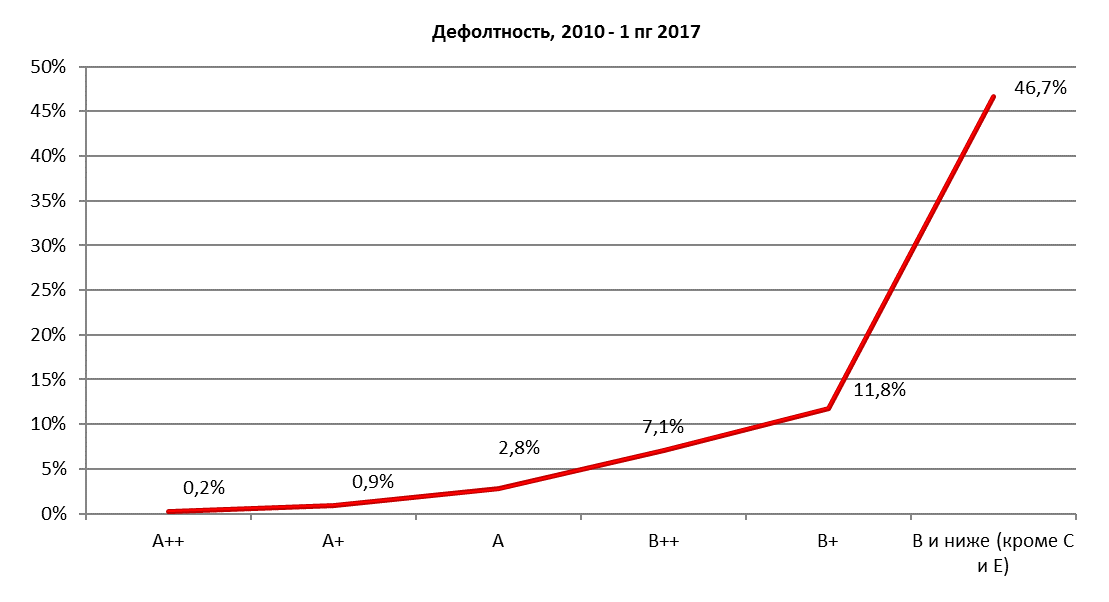 Дефолтность, 2010 - 1 пг 2017
50%
45%
40%
35%
30%
25%
20%
15%
10%
5%
0%
0,2%
0,9%
2,8%
7,1%
11,8%
46,7%
A++
A+
A
B++
B+
B и ниже (кроме C
и E)